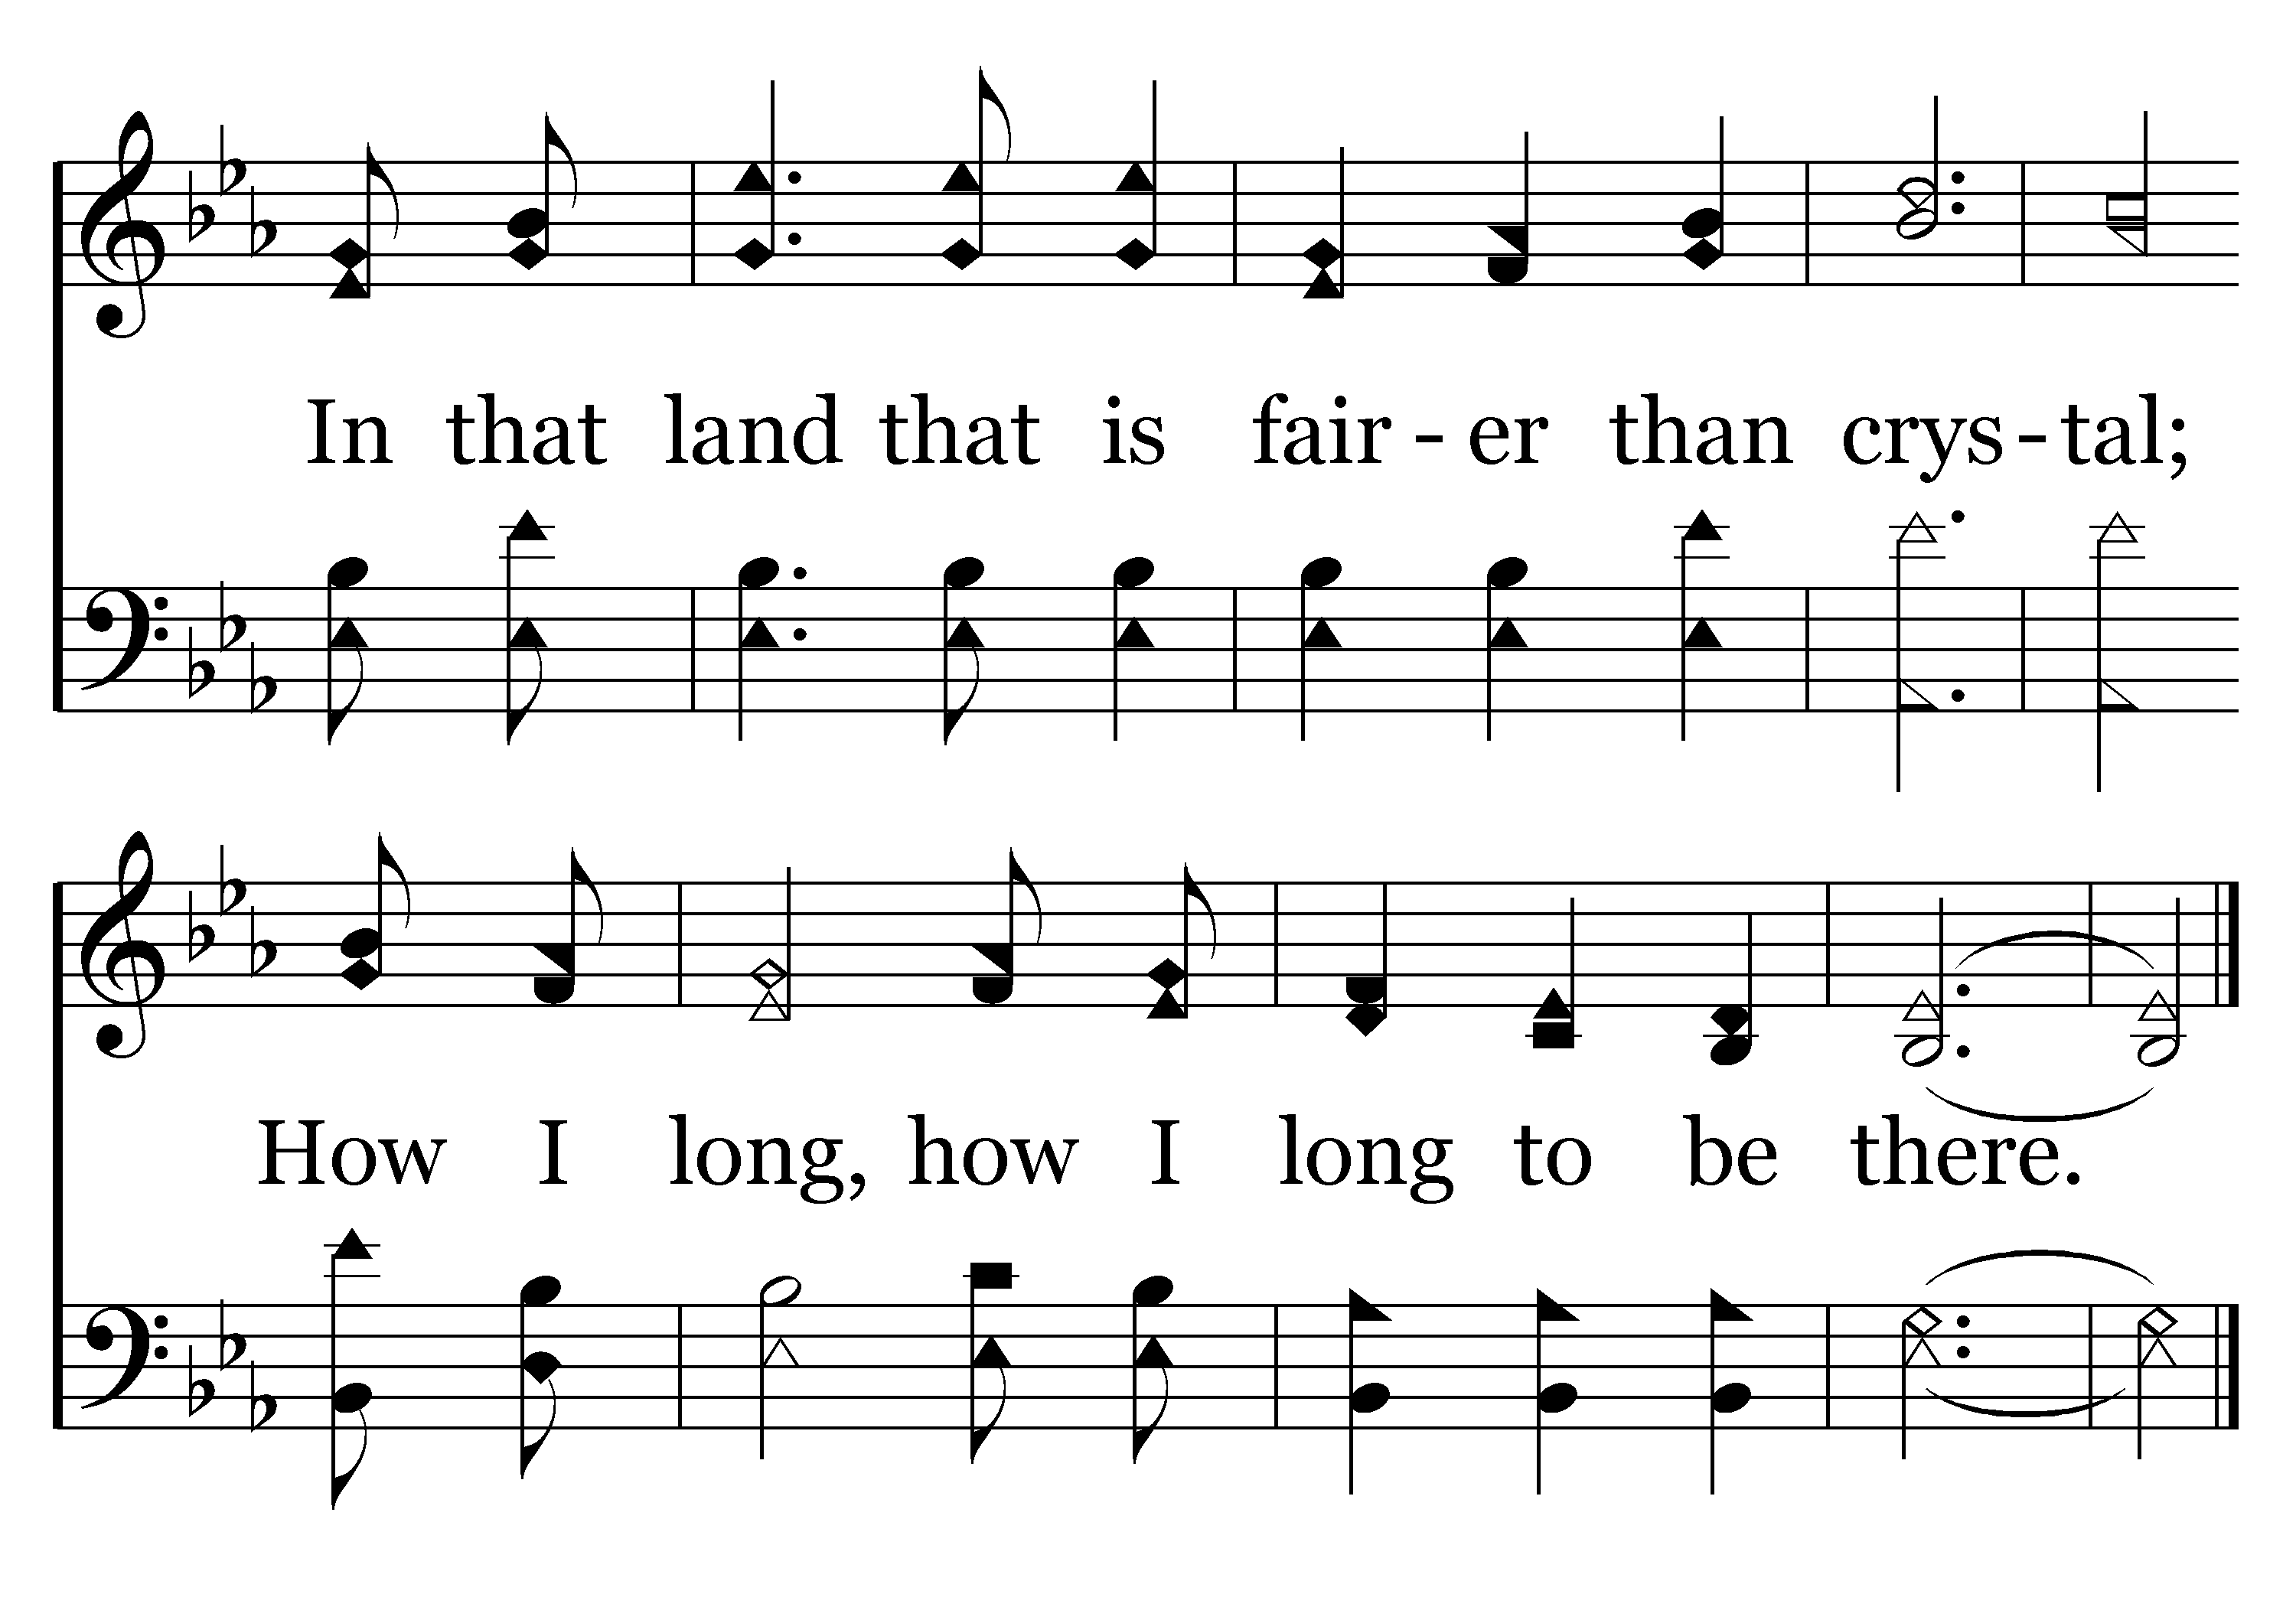 In that land that is fair - er than crys - tal;
How I long, how I long to be there.